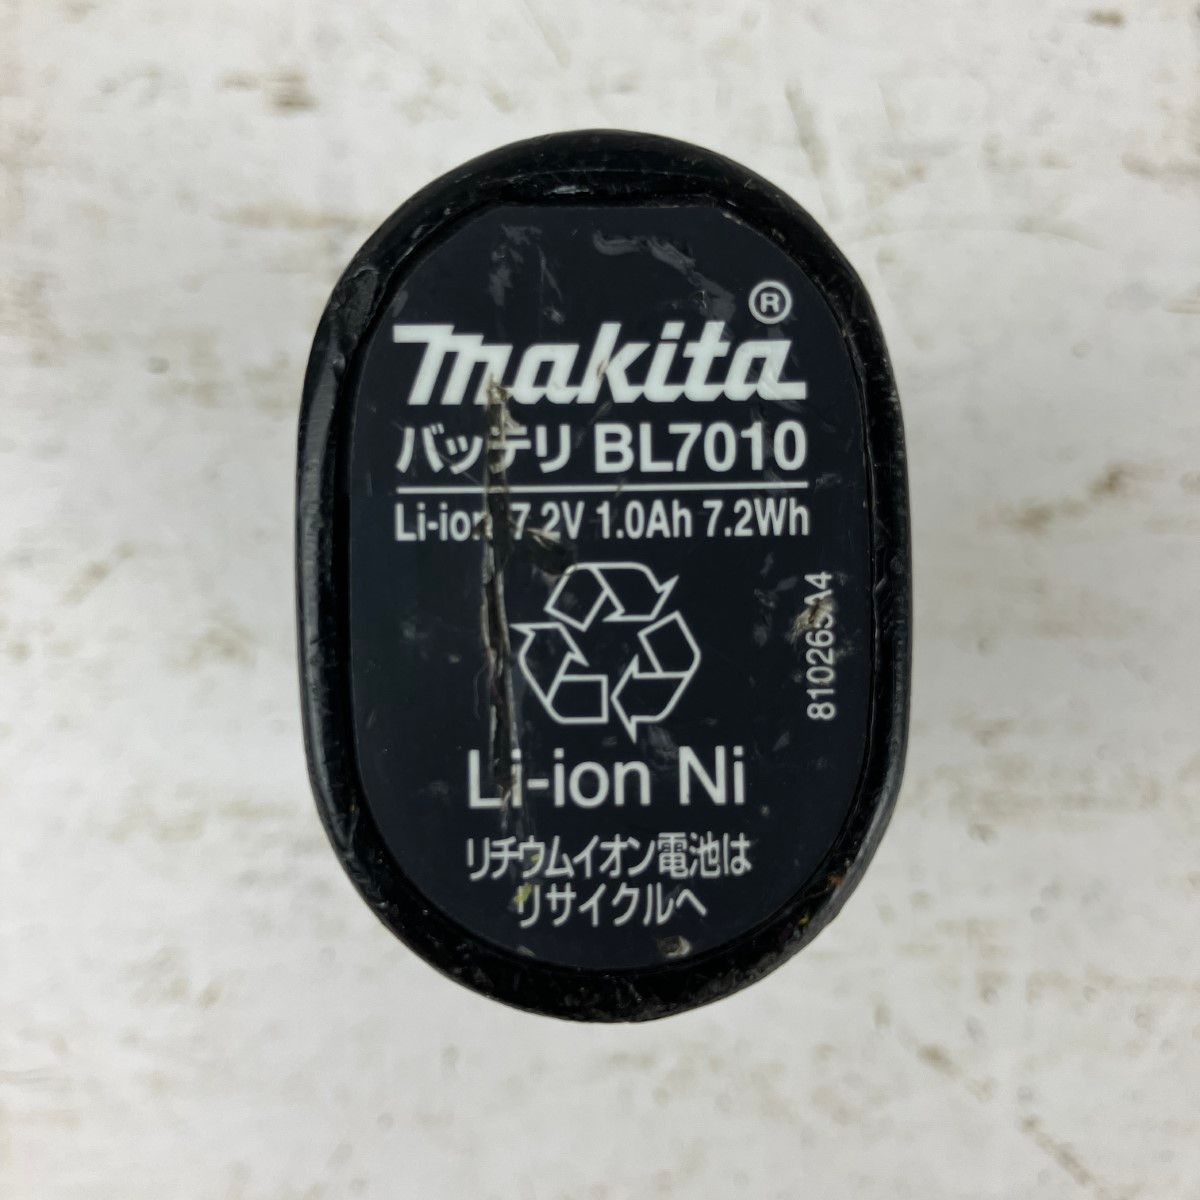 makita®
バッテリ BL7010
Li-ion 7.2V 1.0Ah 7.2Wh
810263A4
Li-ion Ni
リチウムイオン電池は
リサイクルへ